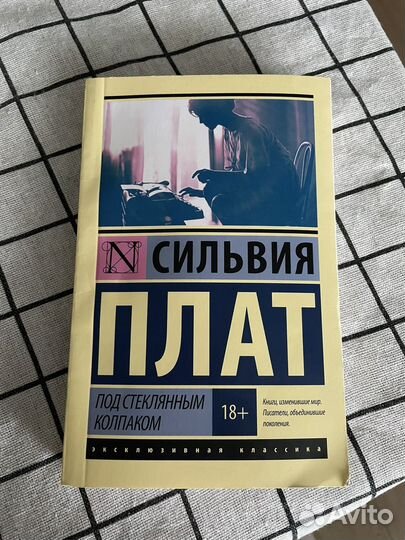 N
СИЛЬВИЯ
ПЛАТ
ПОД СТЕКЛЯННЫМ
КОЛПАКОМ
18+
Книги, изменившие мир.
Писатели, объединившие
поколения.
ЭКСКЛЮЗИВНАЯ КЛАССИКА
Avito